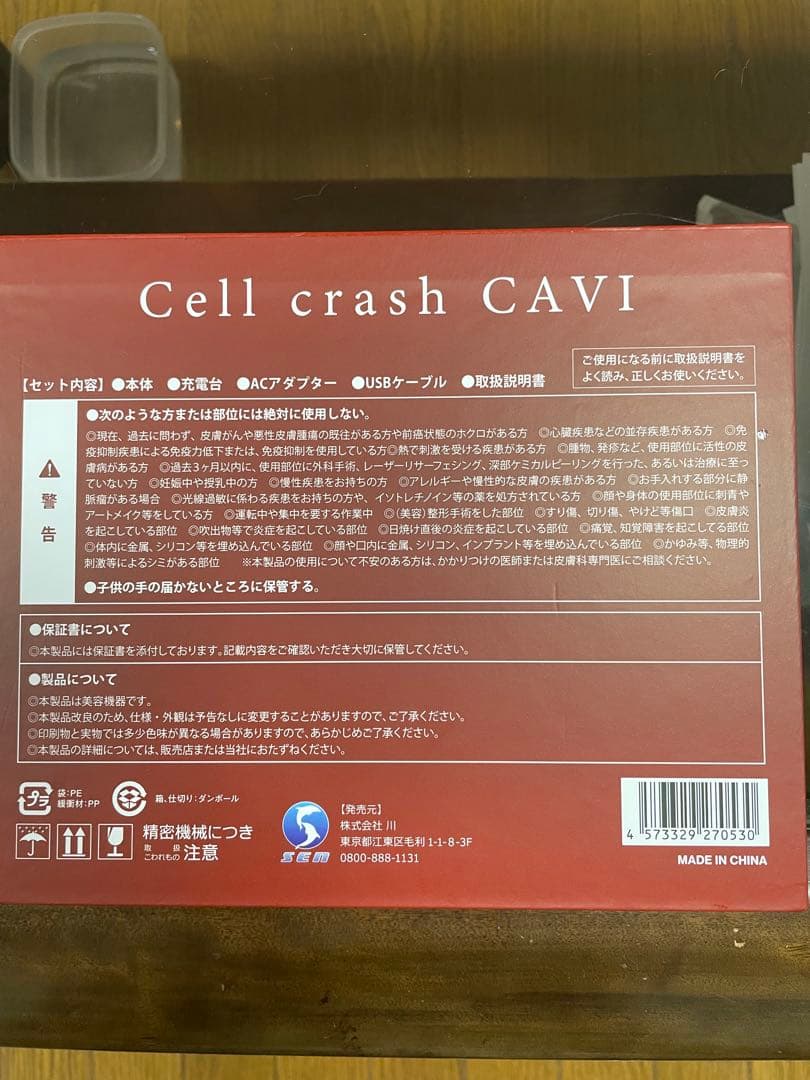 Cell crash CAVI
【セット内容】 ●本体 ●充電台 ●ACアダプター ●USBケーブル ●取扱説明書
ご使用になる前に取扱説明書を
よく読み、正しくお使いください。
警告
●次のような方または部位には絶対に使用しない。
◎現在、過去に問わず、皮膚がんや悪性皮膚腫瘍の既往がある方や前癌状態のホクロがある方 ◎心臓疾患などの並存疾患がある方 ◎免
疫抑制疾患による免疫力低下または、免疫抑制を使用している方 ◎熱で刺激を受ける疾患がある方 ◎腫物、発疹など、使用部位に活性の皮
膚病がある方 ◎過去3ヶ月以内に、使用部位に外科手術、レーザーリサーフェシング、深部ケミカルピーリングを行った、あるいは治療に至っ
ていない方 ◎妊娠中や授乳中の方 ◎慢性疾患をお持ちの方 ◎アレルギーや慢性的な皮膚の疾患がある方 ◎お手入れする部分に静
脈瘤がある場合 ◎光線過敏に係わる疾患をお持ちの方や、イソトレチノイン等の薬を処方されている方 ◎顔や身体の使用部位に刺青や
アートメイク等をしている方 ◎運転中や集中を要する作業中 ◎(美容)整形手術をした部位 ◎すり傷、切り傷、やけど等傷口 ◎皮膚炎
を起こしている部位 ◎吹出物等で炎症を起こしている部位 ◎日焼け直後の炎症を起こしている部位 ◎痛覚、知覚障害を起こしてる部位
◎体内に金属、シリコン等を埋め込んでいる部位 ◎顔や口内に金属、シリコン、インプラント等を埋め込んでいる部位 ◎かゆみ等、物理的
刺激等によるシミがある部位 ※本製品の使用について不安のある方は、かかりつけの医師または皮膚科専門医にご相談ください。
●子供の手の届かないところに保管する。
●保証書について
◎本製品には保証書を添付しております。記載内容をご確認いただき大切に保管してください。
●製品について
◎本製品は美容機器です。
◎本製品改良のため、仕様・外観は予告なしに変更することがありますので、ご了承ください。
◎印刷物と実物では多少色味が異なる場合がありますので、あらかじめご了承ください。
◎本製品の詳細については、販売店または当社におたずねください。
プラ
袋:PE
緩衝材:PP
箱、仕切り:ダンボール
精密機械につき
取扱注意
こわれもの
SEN
【発売元】
株式会社 川
東京都江東区毛利 1-1-8-3F
0800-888-1131
4 573329 270530
MADE IN CHINA